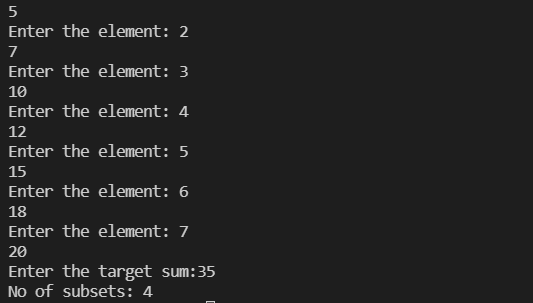 5
Enter the element: 2
7
Enter the element: 3
10
Enter the element: 4
12
Enter the element: 5
15
Enter the element: 6
18
Enter the element: 7
20
Enter the target sum:35
No of subsets: 4